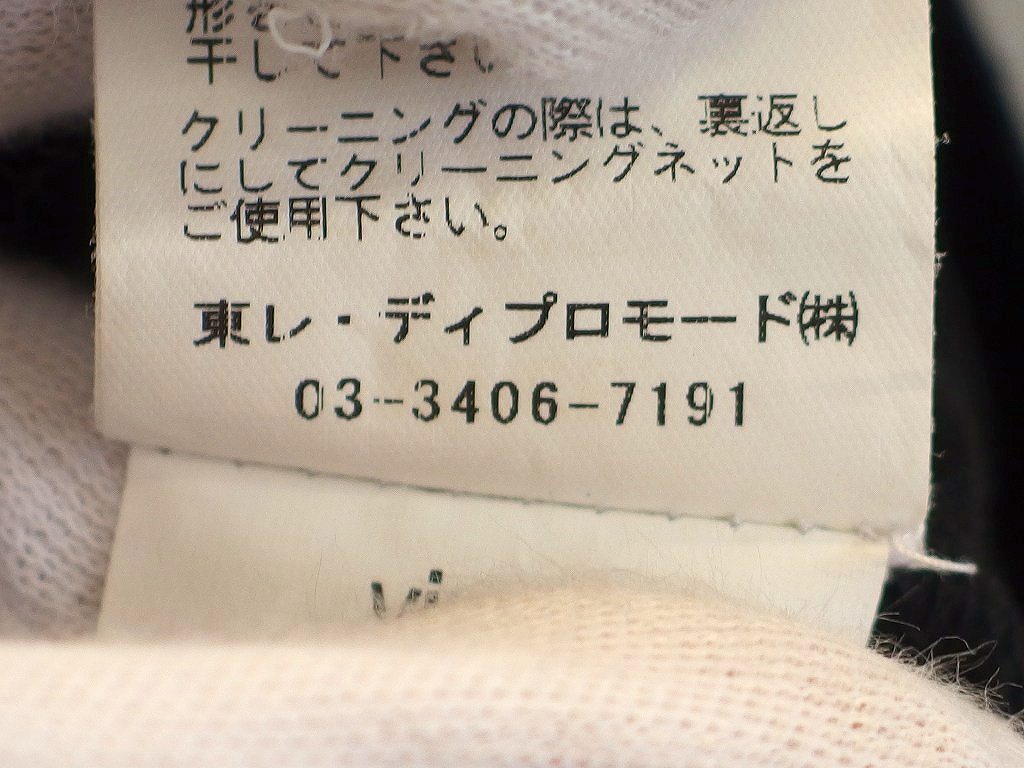 形
干して下さい
クリーニングの際は、裏返し
にしてクリーニングネットを
ご使用下さい。
東レ・ディプロモード㈱
03-3406-7191